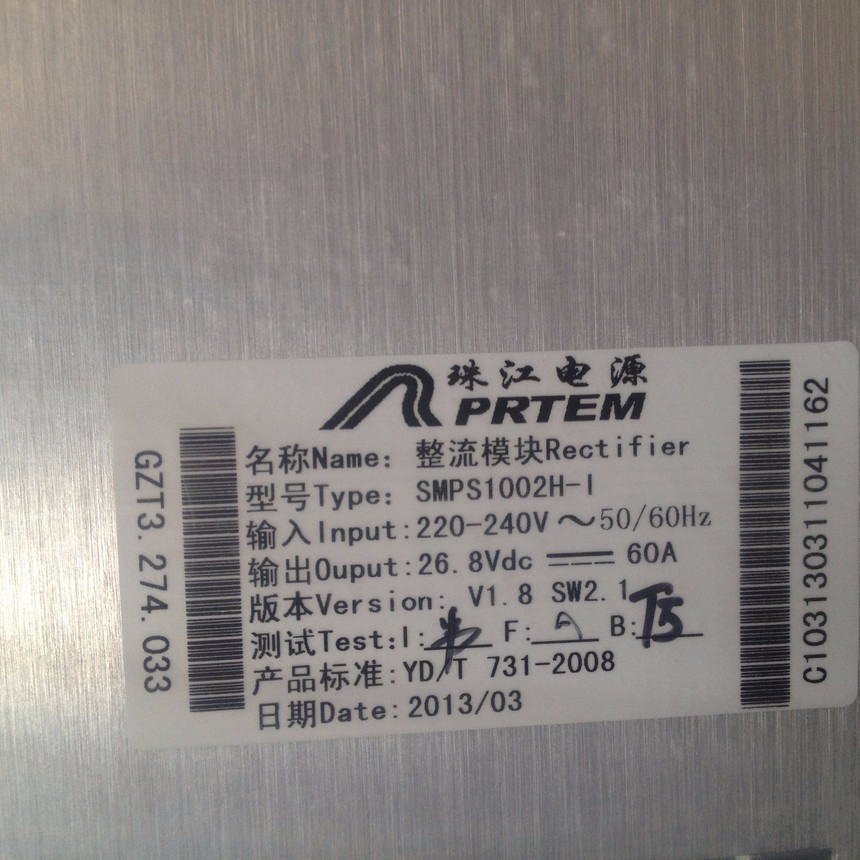 珠江电源
PRTEM
名称Name: 整流模块Rectifier
型号Type: SMPS1002H-I
输入Input:220-240V ～50/60Hz
输出Ouput:26.8Vdc 60A
版本Version: V1.8 SW2.1
测试Test:I: F: B:T5
产品标准:YD/T 731-2008
日期Date:2013/03
GZT3.274.033
C103130311041162